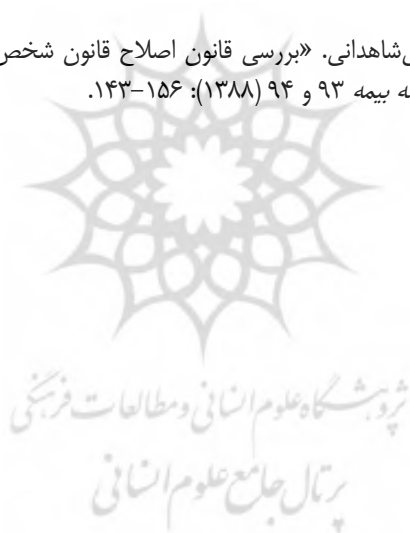 شاهدانی. «بررسی قانون اصلاح قانون شخص
بیمه ۹۳ و ۹۴ (۱۳۸۸): ۱۵۶–۱۴۳.
پژوهشگاه علوم انسانی و مطالعات فرهنگی
پرتال جامع علوم انسانی